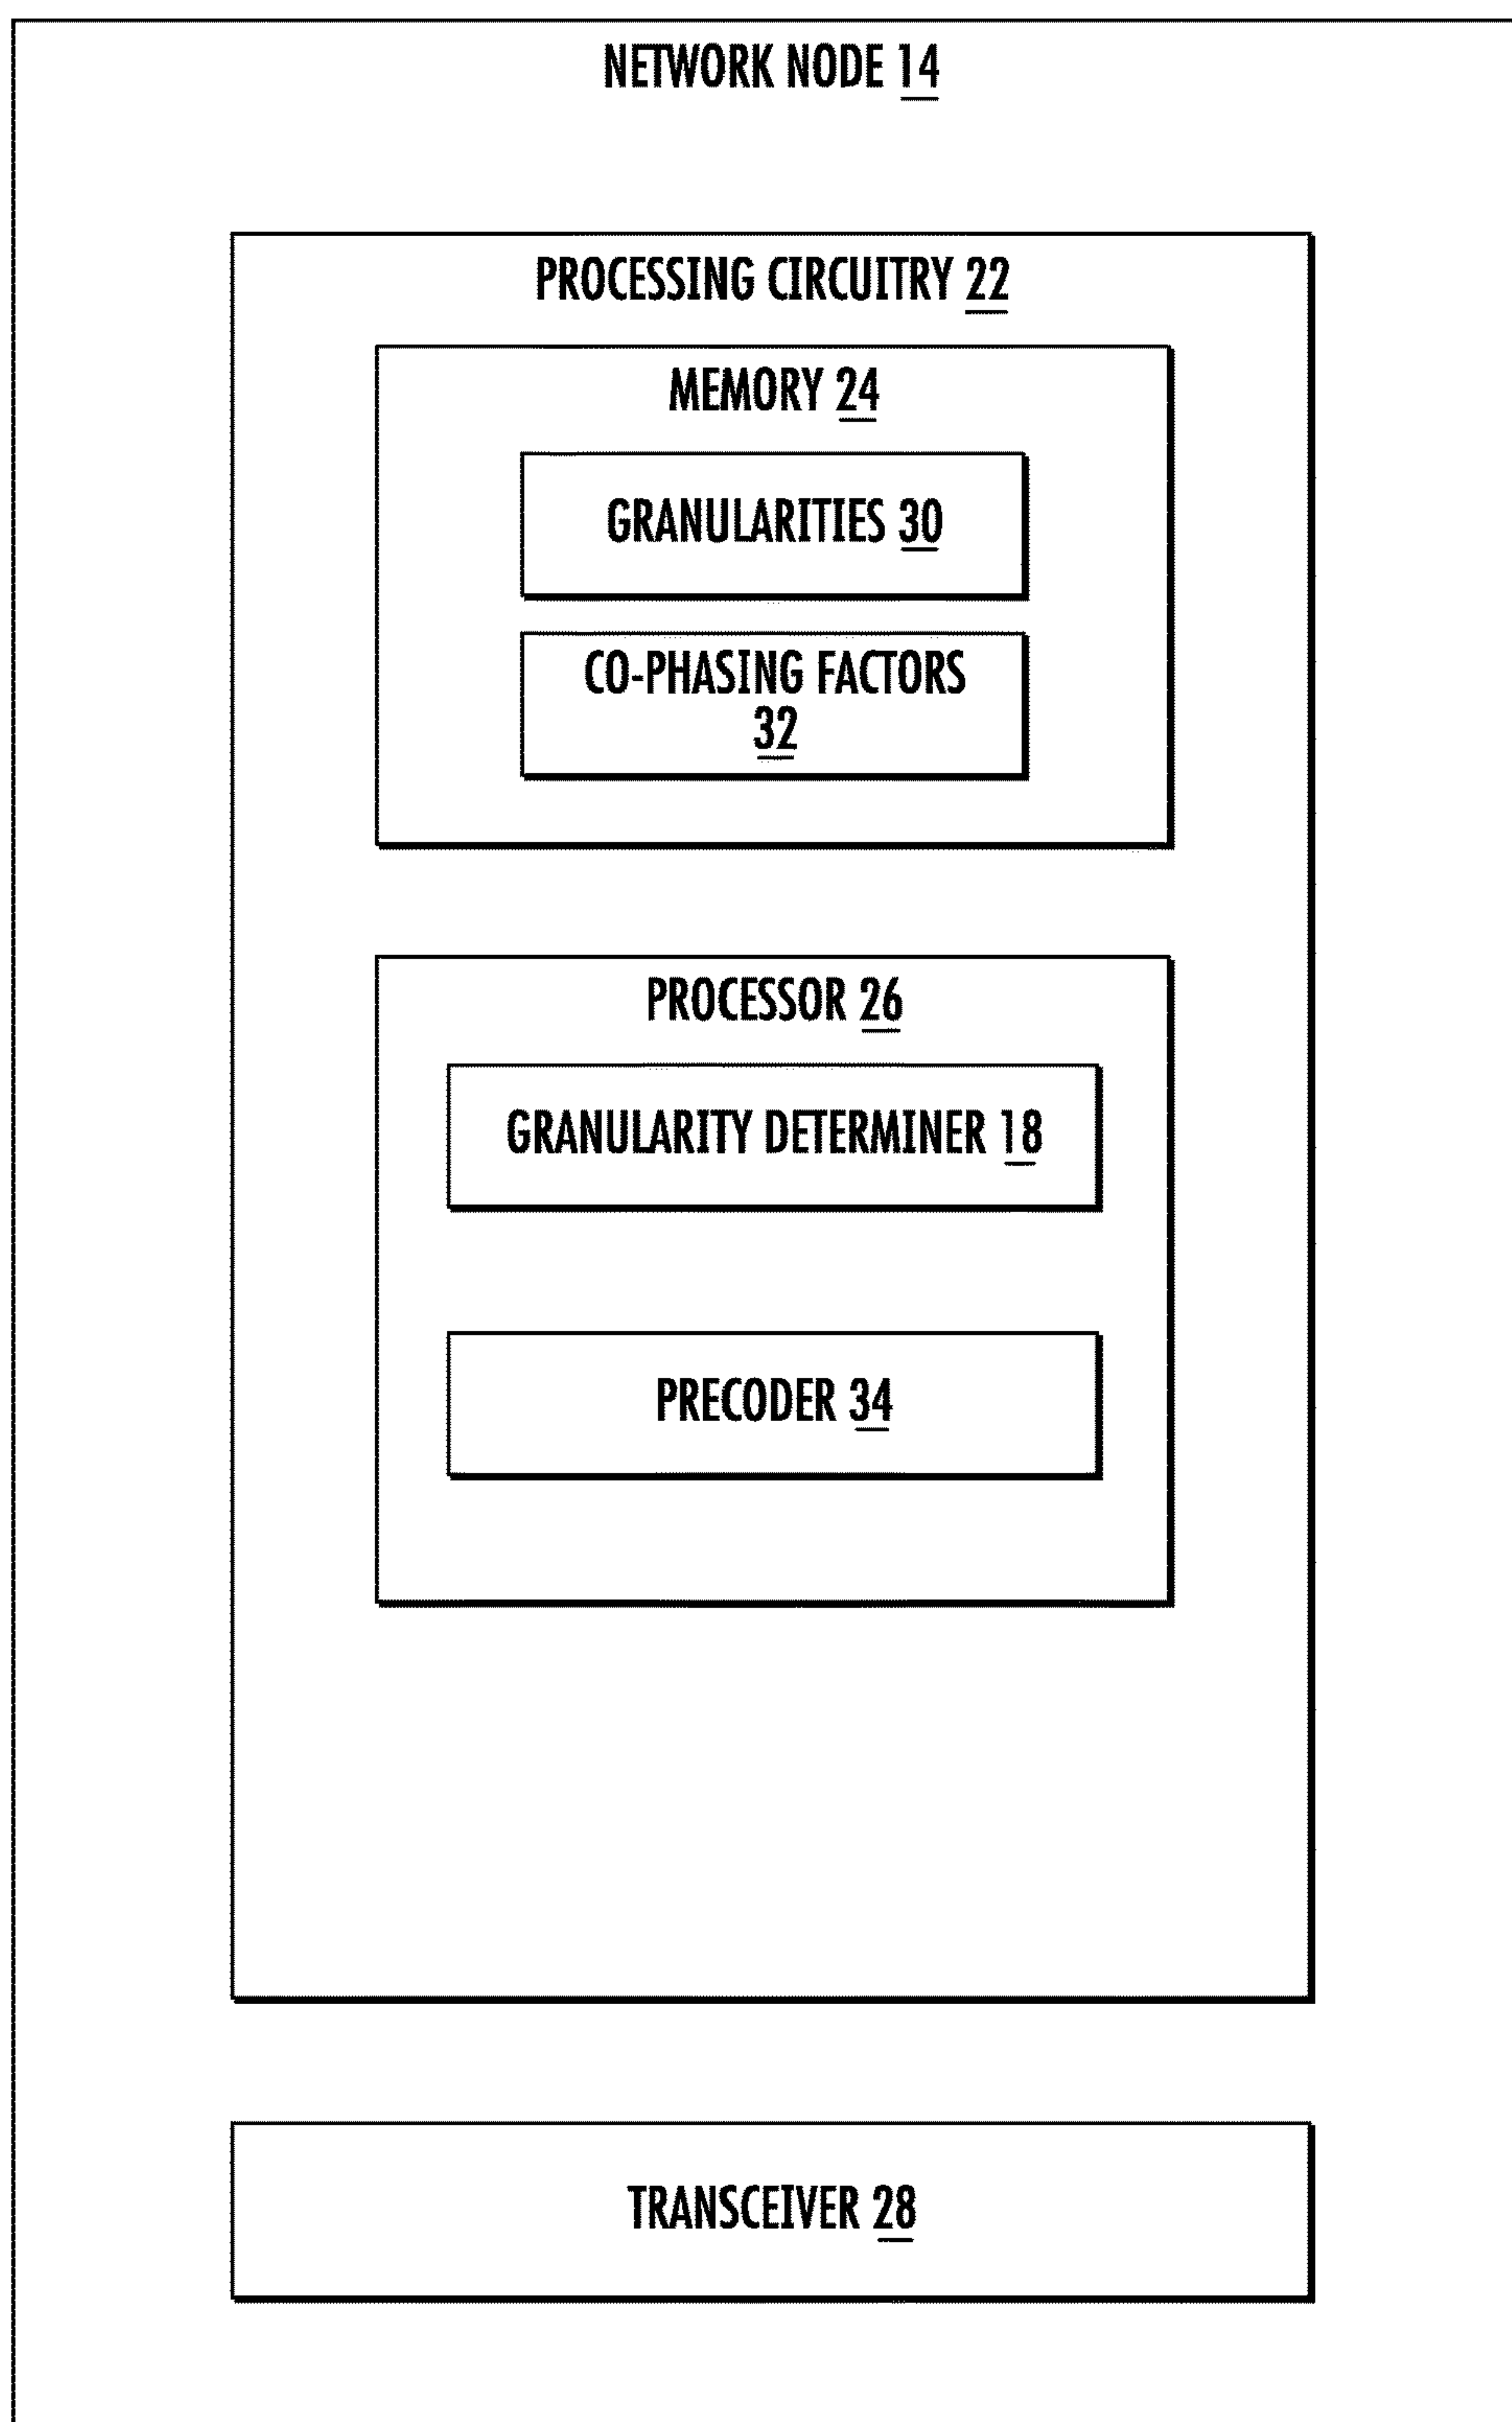 NETWORK NODE 14
PROCESSING CIRCUITRY 22
MEMORY 24
GRANULARITIES 30
CO-PHASING FACTORS
32
PROCESSOR 26
GRANULARITY DETERMINER 18
PRECODER 34
TRANSCEIVER 28